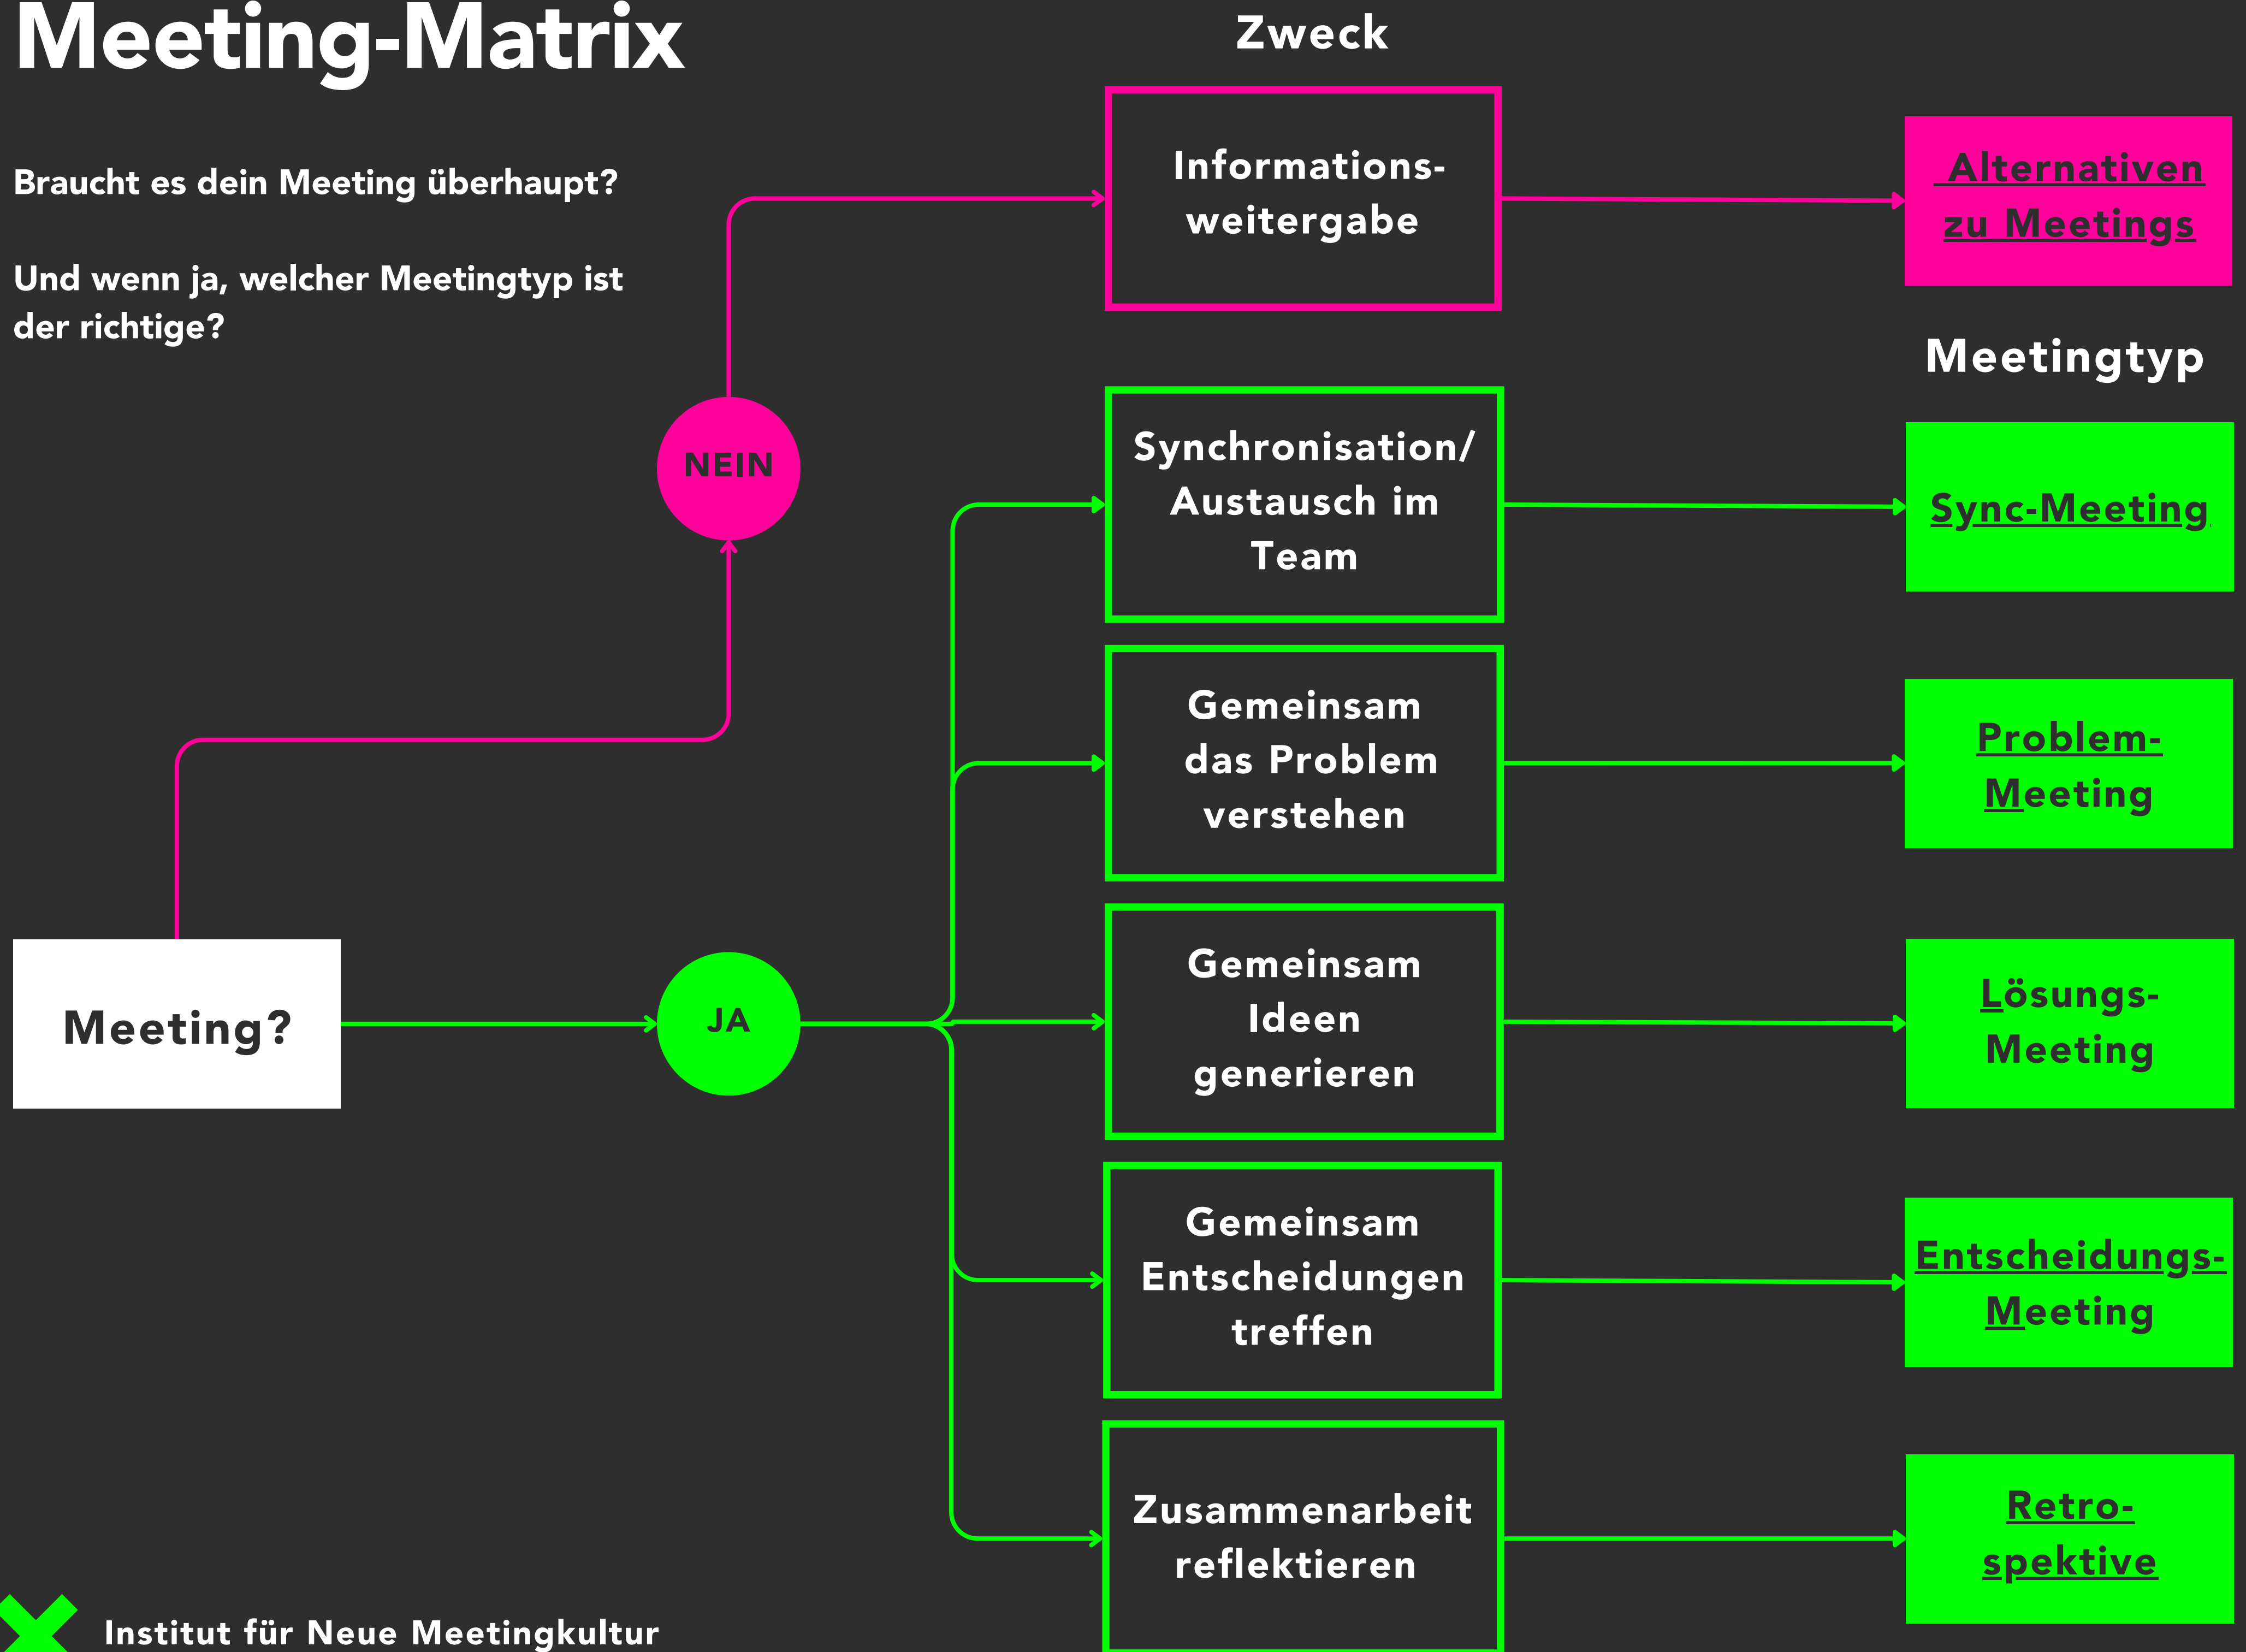 Meeting-Matrix
Braucht es dein Meeting überhaupt?
Und wenn ja, welcher Meetingtyp ist
der richtige?
Zweck
Informations-
weitergabe
Alternativen
zu Meetings
Meetingtyp
NEIN
Synchronisation/
Austausch im
Team
Sync-Meeting
Gemeinsam
das Problem
verstehen
Problem-
Meeting
Meeting?
JA
Gemeinsam
Ideen
generieren
Lösungs-
Meeting
Gemeinsam
Entscheidungen
treffen
Entscheidungs-
Meeting
Zusammenarbeit
reflektieren
Retro-
spektive
Institut für Neue Meetingkultur